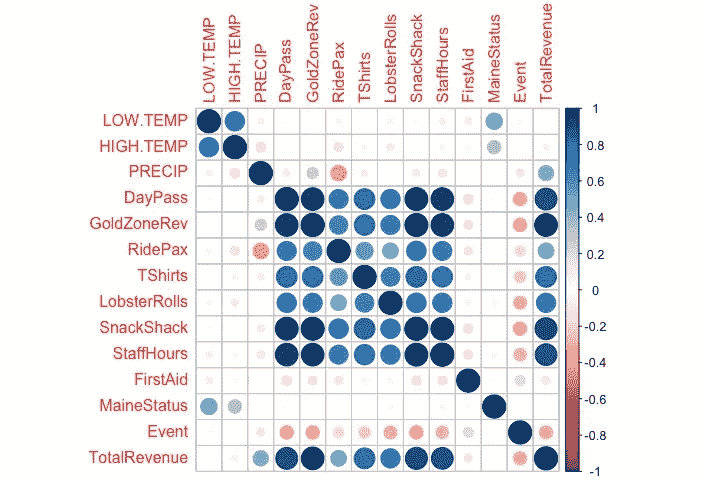 LOW.TEMP
HIGH.TEMP
PRECIP
DayPass
GoldZoneRev
RidePax
TShirts
LobsterRolls
SnackShack
StaffHours
FirstAid
MaineStatus
Event
TotalRevenue
LOW.TEMP
HIGH.TEMP
PRECIP
DayPass
GoldZoneRev
RidePax
TShirts
LobsterRolls
SnackShack
StaffHours
FirstAid
MaineStatus
Event
TotalRevenue
1
0.8
0.6
0.4
0.2
0
-0.2
-0.4
-0.6
-0.8
-1